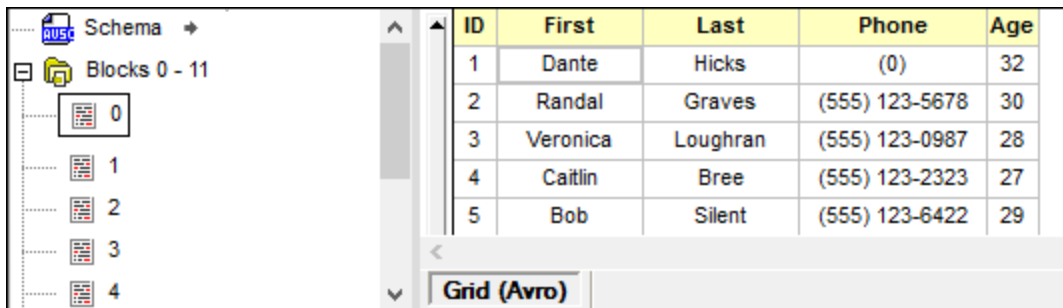 AVSC Schema
Blocks 0 - 11
0
1
2
3
4
ID First Last Phone Age
1 Dante Hicks (0) 32
2 Randal Graves (555) 123-5678 30
3 Veronica Loughran (555) 123-0987 28
4 Caitlin Bree (555) 123-2323 27
5 Bob Silent (555) 123-6422 29
Grid (Avro)